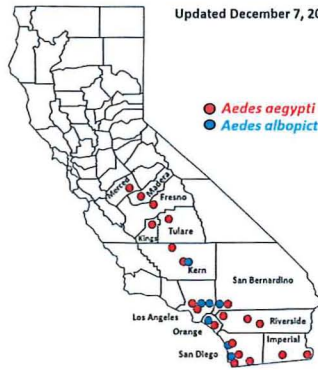 Updated December 7, 20
Aedes aegypti
Aedes albopict
Merced
Madera
Fresno
Tulare
Kings
Kern
San Bernardino
Los Angeles
Orange
Riverside
San Diego
Imperial